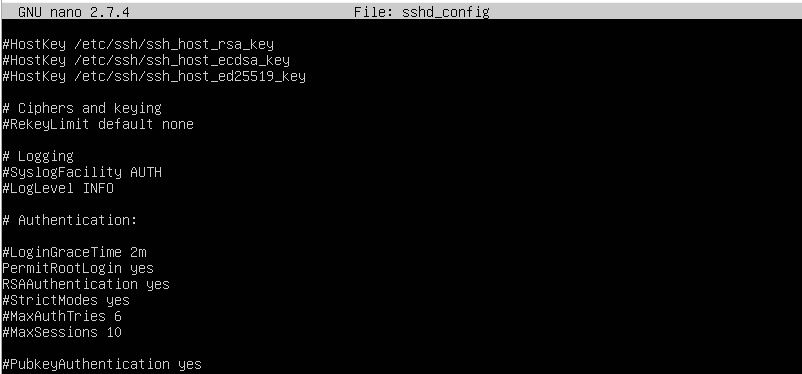 GNU nano 2.7.4 File: sshd_config
#HostKey /etc/ssh/ssh_host_rsa_key
#HostKey /etc/ssh/ssh_host_ecdsa_key
#HostKey /etc/ssh/ssh_host_ed25519_key
# Ciphers and keying
#RekeyLimit default none
# Logging
#SyslogFacility AUTH
#LogLevel INFO
# Authentication:
#LoginGraceTime 2m
PermitRootLogin yes
RSAAuthentication yes
#StrictModes yes
#MaxAuthTries 6
#MaxSessions 10
#PubkeyAuthentication yes